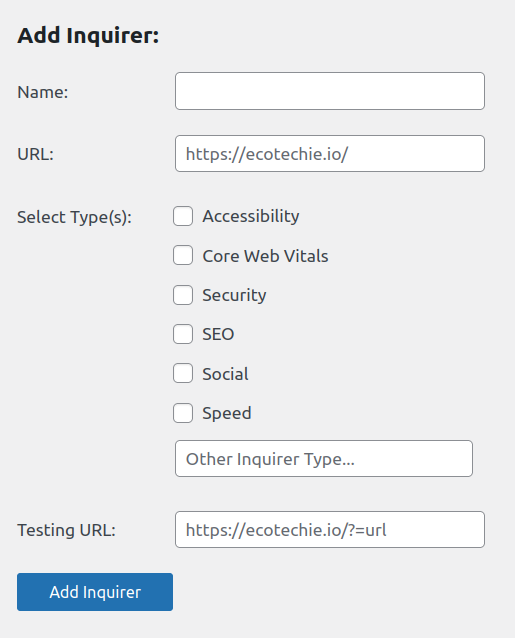 Add Inquirer:
Name:
URL: https://ecotechie.io/
Select Type(s): Accessibility
Core Web Vitals
Security
SEO
Social
Speed
Other Inquirer Type...
Testing URL: https://ecotechie.io/?=url
Add Inquirer